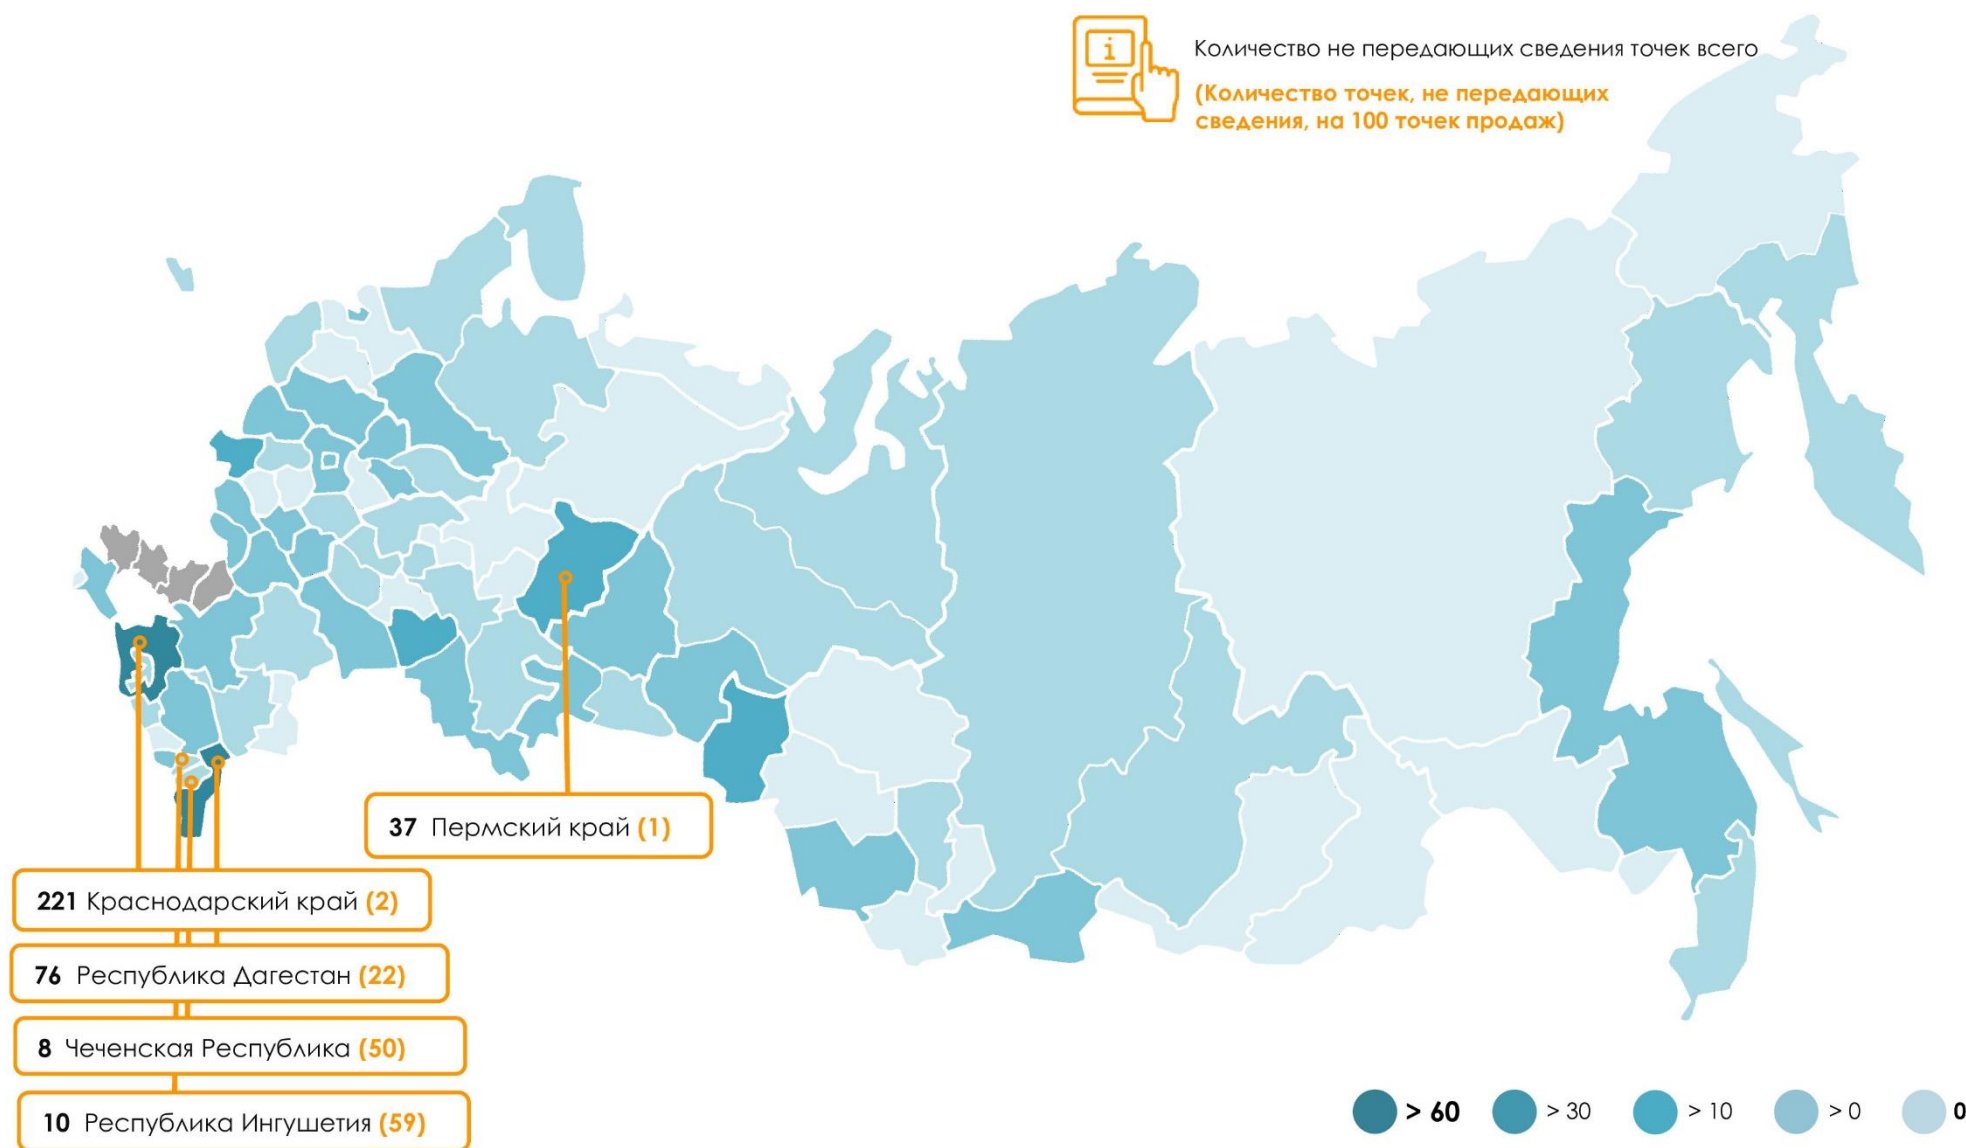 i
Количество не передающих сведения точек всего
(Количество точек, не передающих
сведения, на 100 точек продаж)
37 Пермский край (1)
221 Краснодарский край (2)
76 Республика Дагестан (22)
8 Чеченская Республика (50)
10 Республика Ингушетия (59)
> 60 > 30 > 10 > 0 0